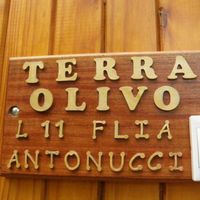 TERRA
OLIVO
L 11 FLIA
ANTONUCCI